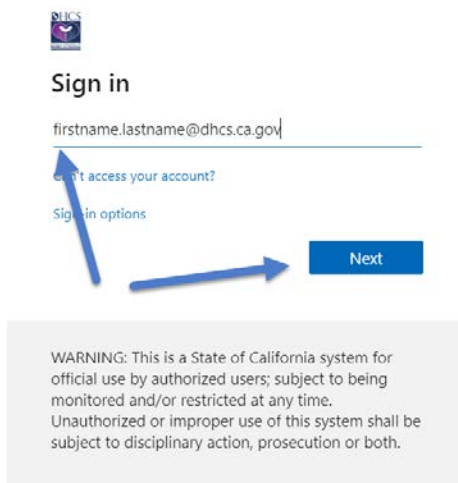 DHCS
Sign in
firstname.lastname@dhcs.ca.gov
Can't access your account?
Sign-in options
Next
WARNING: This is a State of California system for
official use by authorized users; subject to being
monitored and/or restricted at any time.
Unauthorized or improper use of this system shall be
subject to disciplinary action, prosecution or both.